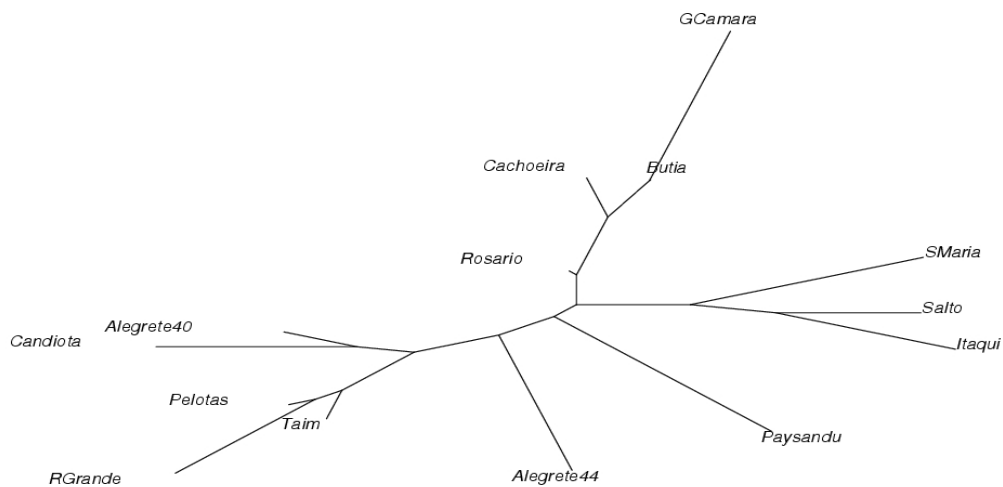 GCamara
Cachoeira
Butia
Rosario
SMaria
Salto
Alegrete40
Candiota
Itaqui
Pelotas
Taim
Paysandu
RGrande
Alegrete44